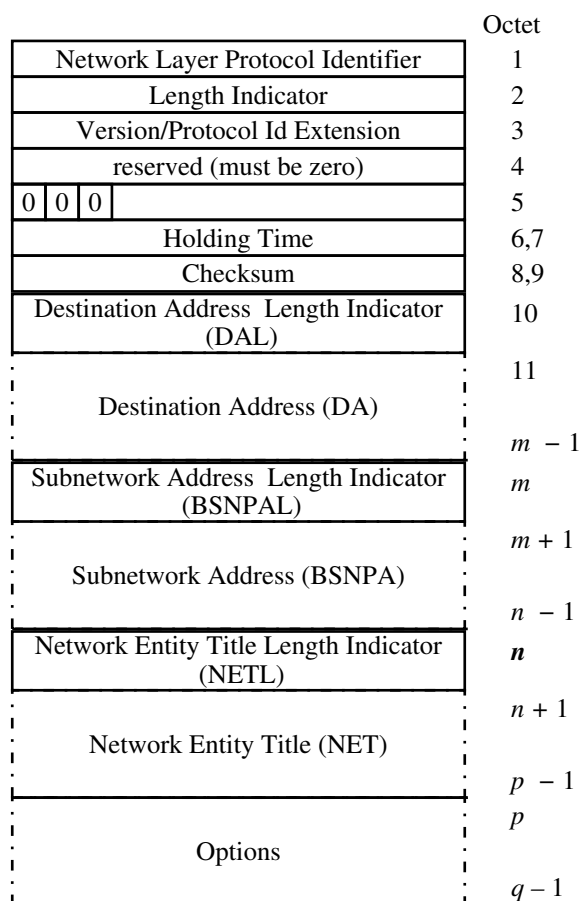 Octet
Network Layer Protocol Identifier 1
Length Indicator 2
Version/Protocol Id Extension 3
reserved (must be zero) 4
0 0 0 5
Holding Time 6,7
Checksum 8,9
Destination Address Length Indicator 10
(DAL)
11
Destination Address (DA)
m – 1
Subnetwork Address Length Indicator m
(BSNPAL)
m + 1
Subnetwork Address (BSNPA)
n – 1
Network Entity Title Length Indicator n
(NETL)
n + 1
Network Entity Title (NET)
p – 1
p
Options
q – 1